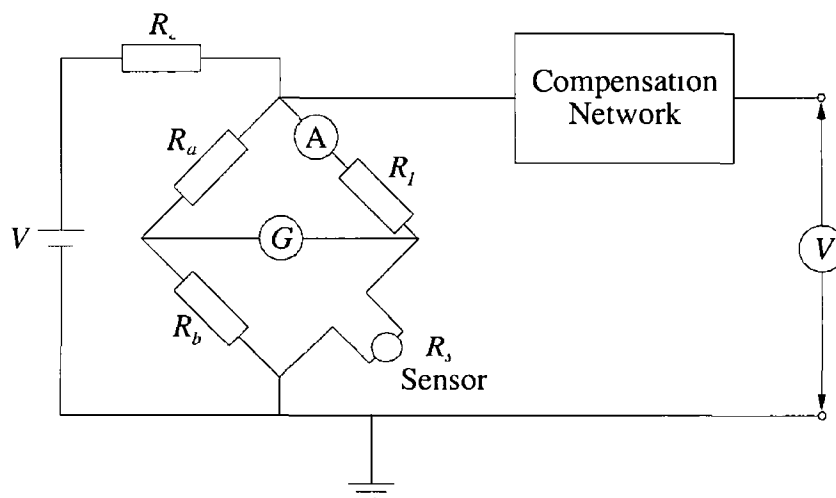 R
Compensation
Network
R_a
A
R_1
V
G
V
R_b
R_s
Sensor